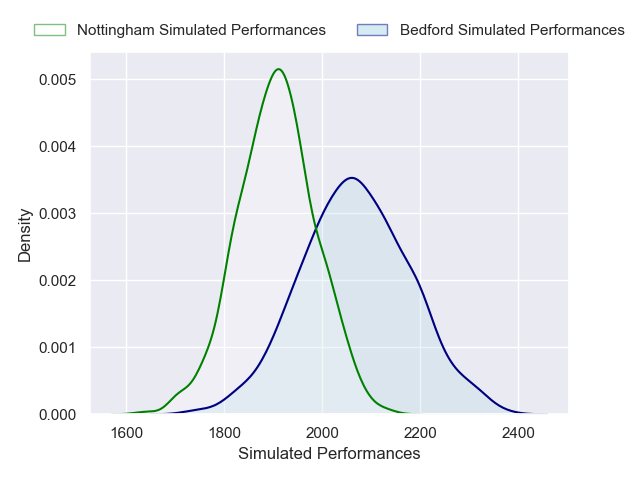 Nottingham Simulated Performances
Bedford Simulated Performances
0.005
0.004
0.003
0.002
0.001
0.000
Density
1600
1800
2000
2200
2400
Simulated Performances